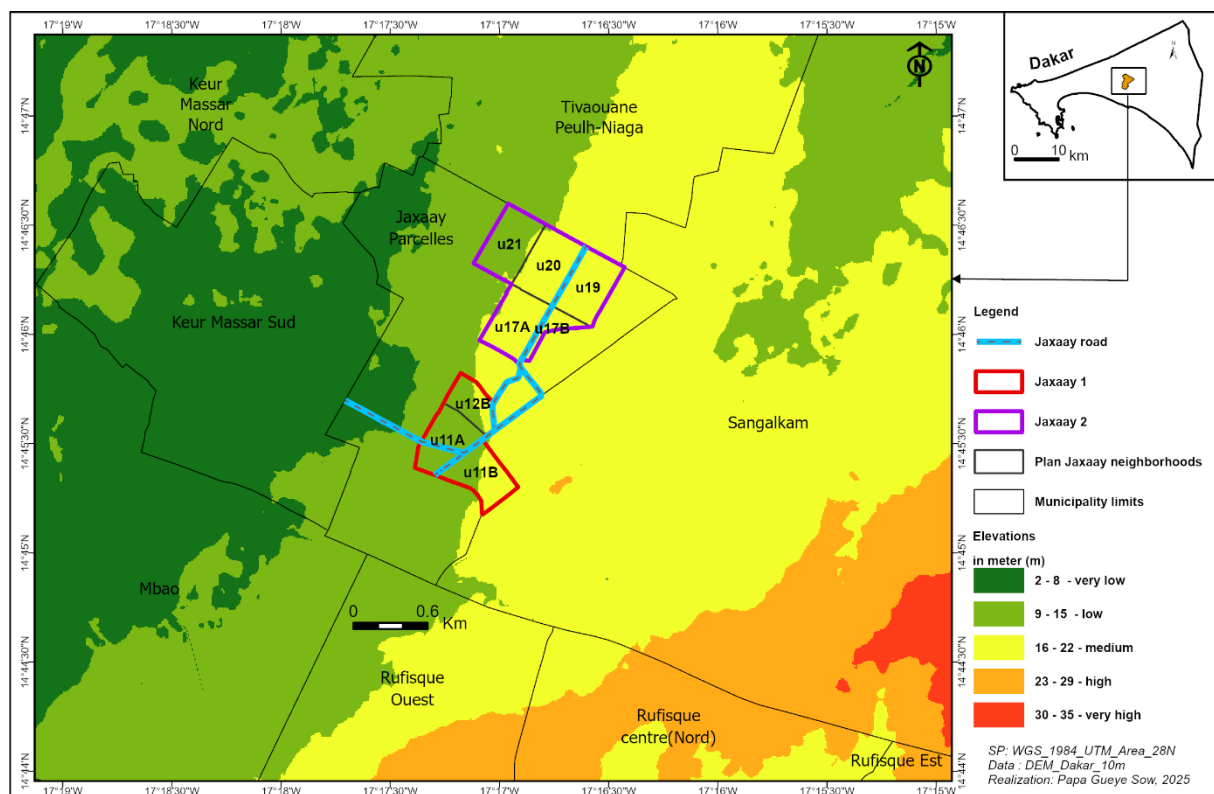 17°19'W 17°18'30"W 17°18'W 17°17'30"W 17°17'W 17°16'30"W 17°16'W 17°15'30"W 17°15'W
14°47'N
14°46'30"N
14°46'N
14°45'30"N
14°45'N
14°44'30"N
14°44'N
Keur
Massar
Nord
Tivaouane
Peulh-Niaga
N
Jaxaay
Parcelles
u21
u20
u19
u17A
u17B
Keur Massar Sud
u12B
u11A
u11B
Sangalkam
Mbao
0 0.6
Km
Rufisque
Ouest
Rufisque
centre(Nord)
Rufisque Est
14°47'N
14°46'30"N
14°46'N
14°45'30"N
14°45'N
14°44'30"N
14°44'N
17°19'W 17°18'30"W 17°18'W 17°17'30"W 17°17'W 17°16'30"W 17°16'W 17°15'30"W 17°15'W
Dakar
N
0 10
km
Legend
Jaxaay road
Jaxaay 1
Jaxaay 2
Plan Jaxaay neighborhoods
Municipality limits
Elevations
in meter (m)
2 - 8 - very low
9 - 15 - low
16 - 22 - medium
23 - 29 - high
30 - 35 - very high
SP: WGS_1984_UTM_Area_28N
Data : DEM_Dakar_10m
Realization: Papa Gueye Sow, 2025